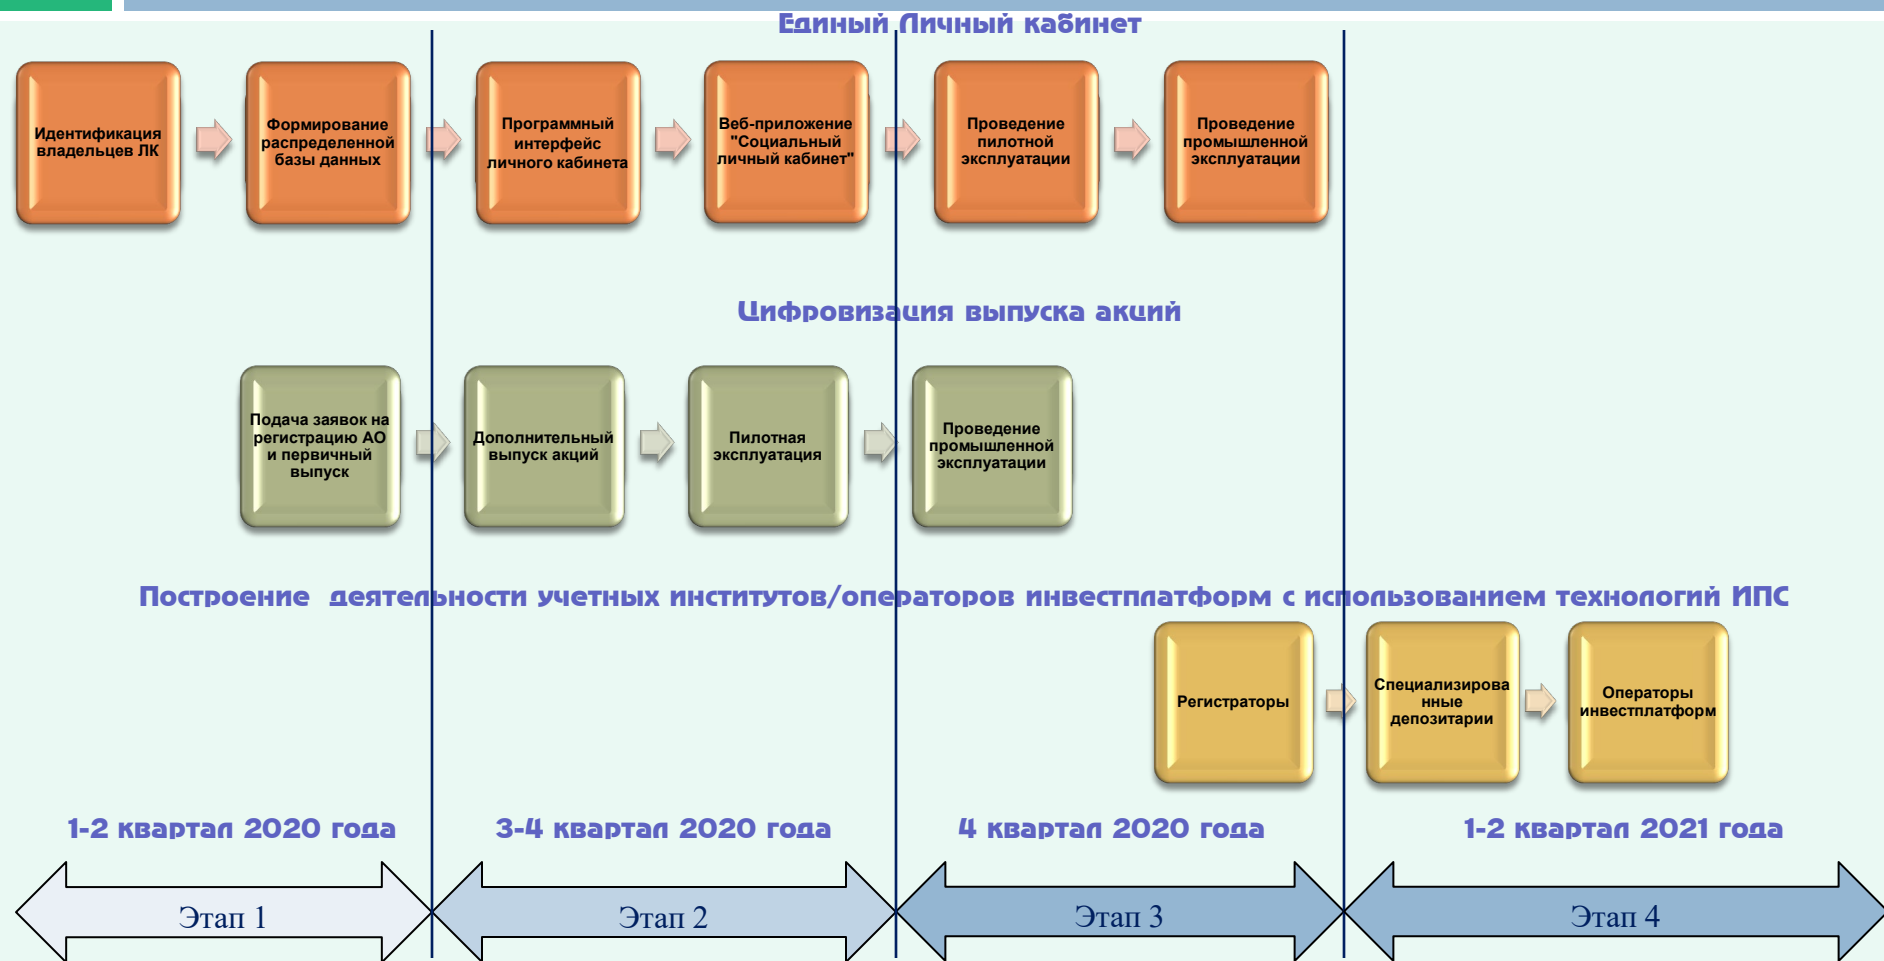 Единый Личный кабинет
Идентификация
владельцев ЛК
Формирование
распределенной
базы данных
Программный
интерфейс
личного кабинета
Веб-приложение
"Социальный
личный кабинет"
Проведение
пилотной
эксплуатации
Проведение
промышленной
эксплуатации
Цифровизация выпуска акций
Подача заявок на
регистрацию АО
и первичный
выпуск
Дополнительный
выпуск акций
Пилотная
эксплуатация
Проведение
промышленной
эксплуатации
Построение деятельности учетных институтов/операторов инвестплатформ с использованием технологий ИПС
Регистраторы
Специализирова
нные
депозитарии
Операторы
инвестплатформ
1-2 квартал 2020 года
3-4 квартал 2020 года
4 квартал 2020 года
1-2 квартал 2021 года
Этап 1
Этап 2
Этап 3
Этап 4